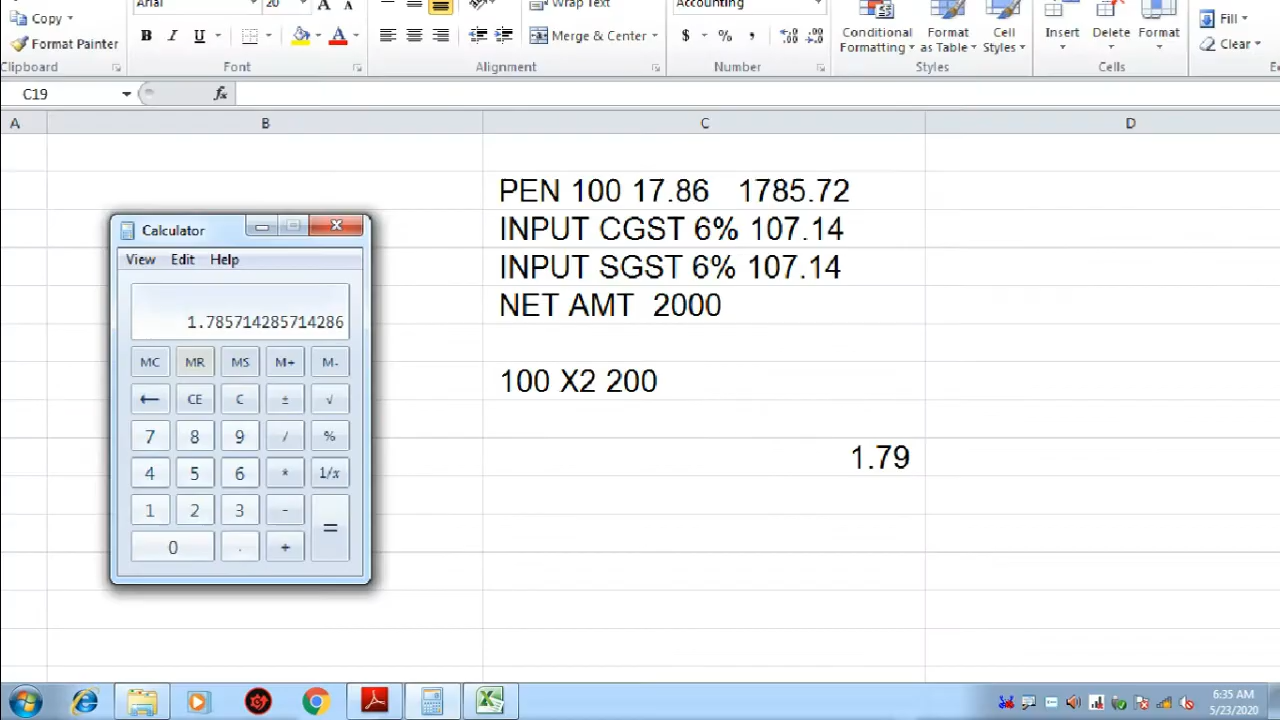 Copy
Arial
20
A
A
Wrap Text
Accounting
Fill
Format Painter
B I U
A
Merge & Center
$ % ,
Conditional Formatting
Format as Table
Cell Styles
Insert
Delete
Format
Clear
Clipboard
Font
Alignment
Number
Styles
Cells
C19
fx
A B C D
PEN 100 17.86 1785.72
INPUT CGST 6% 107.14
INPUT SGST 6% 107.14
NET AMT 2000
100 X2 200
1.79
Calculator
View Edit Help
1.785714285714286
MC MR MS M+ M-
← CE C ± √
7 8 9 / %
4 5 6 * 1/x
1 2 3 - =
0 . +
6:35 AM
5/23/2020